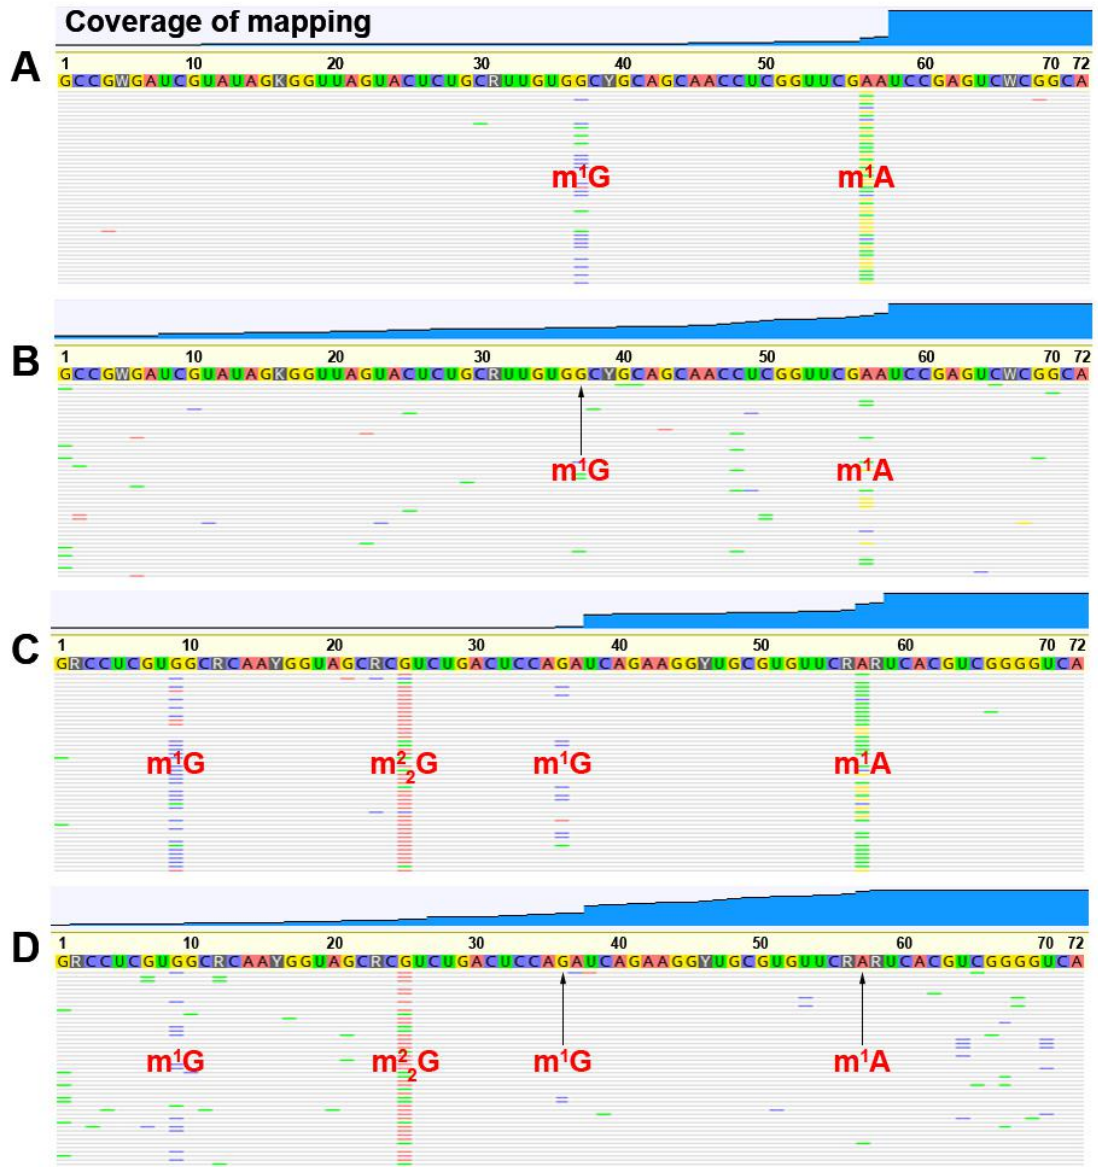 Coverage of mapping
1 10 20 30 40 50 60 70 72
A
GCCGWGAUCGUAUAGKGGUUAGUACUCUGCRUUGUGGCYGCAGCAACCUCGGUUCGAAUCCGAGUCWCGGCA
m¹G m¹A
1 10 20 30 40 50 60 70 72
B
GCCGWGAUCGUAUAGKGGUUAGUACUCUGCRUUGUGGCYGCAGCAACCUCGGUUCGAAUCCGAGUCWCGGCA
m¹G m¹A
1 10 20 30 40 50 60 70 72
C
GRCCUCGUGGCRCAAYGGUAGCRCGUCUGACUCCAGAUCAGAAGGYUGCGUGUUCRARUCACGUCGGGGUCA
m¹G m²₂G m¹G m¹A
1 10 20 30 40 50 60 70 72
D
GRCCUCGUGGCRCAAYGGUAGCRCGUCUGACUCCAGAUCAGAAGGYUGCGUGUUCRARUCACGUCGGGGUCA
m¹G m²₂G m¹G m¹A